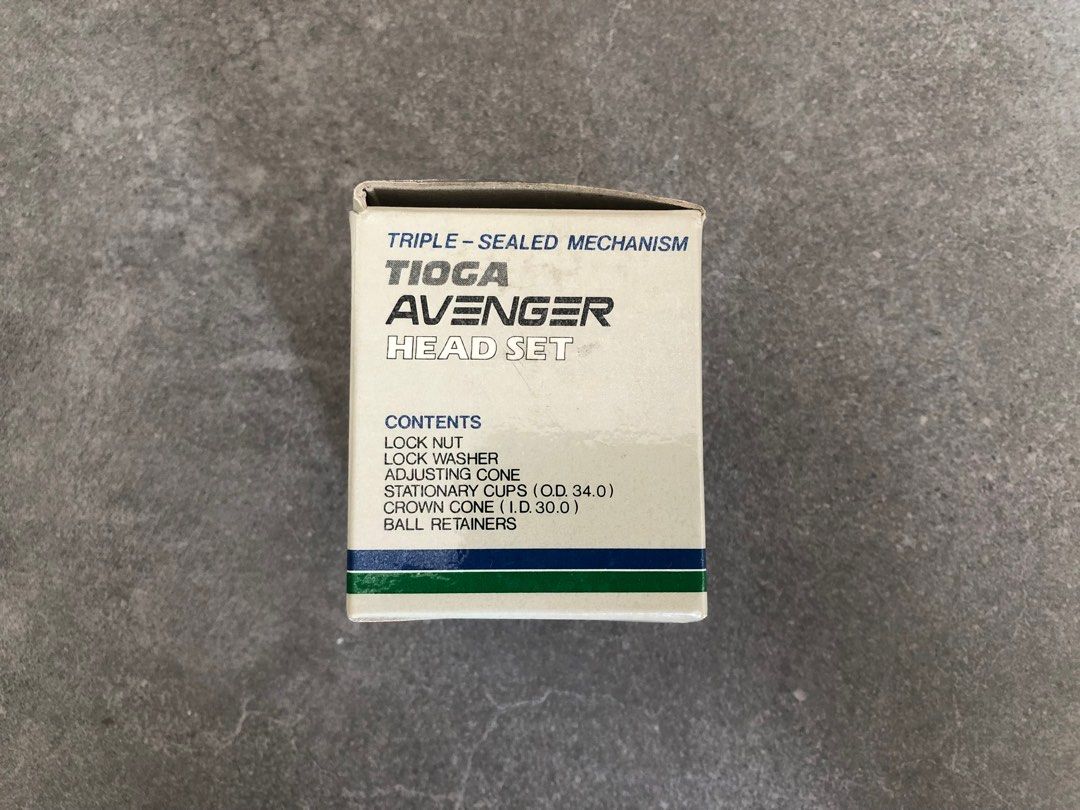 TRIPLE-SEALED MECHANISM
TIOGA
AVENGER
HEAD SET
CONTENTS
LOCK NUT
LOCK WASHER
ADJUSTING CONE
STATIONARY CUPS (O.D. 34.0)
CROWN CONE (I.D. 30.0)
BALL RETAINERS